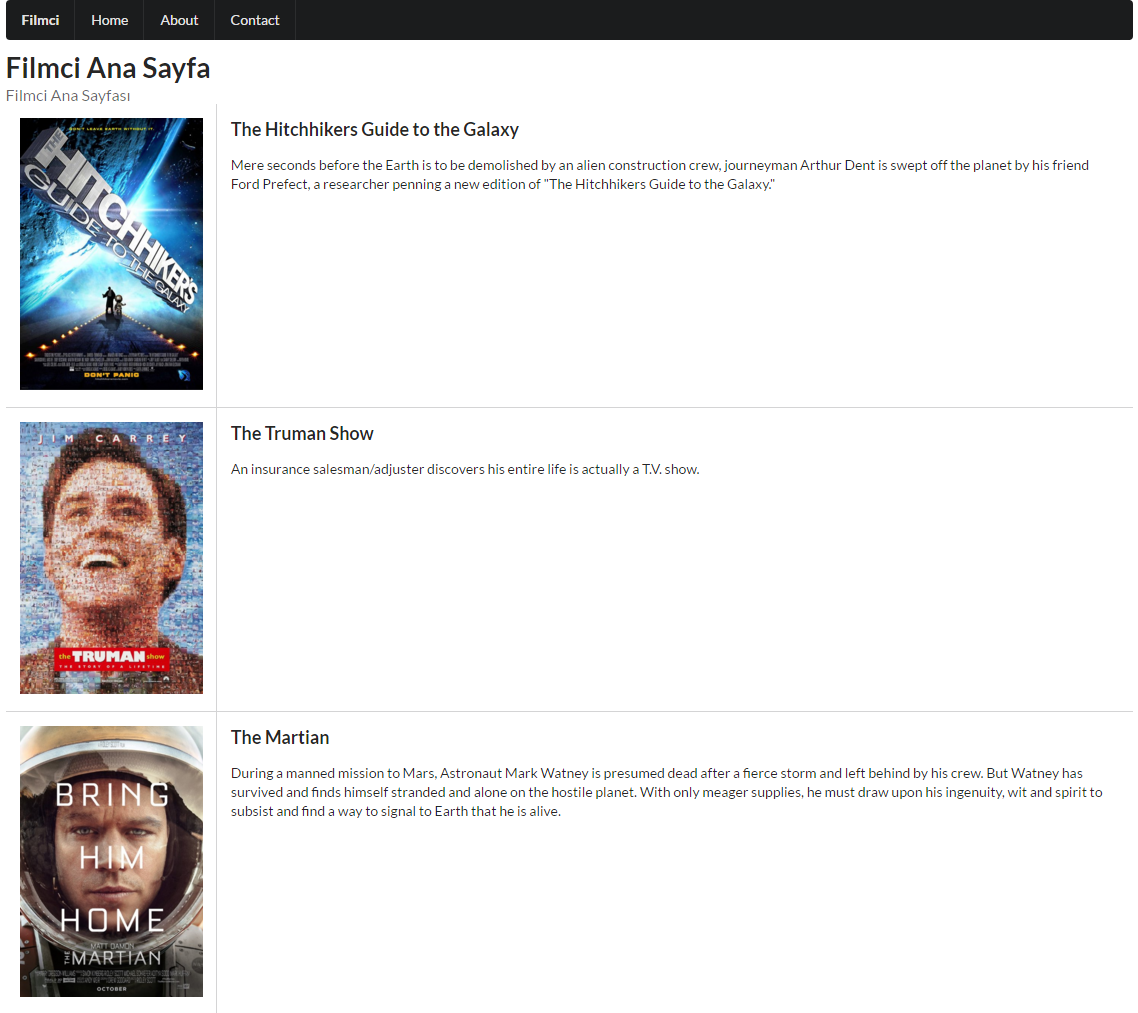 Filmci Home About Contact
Filmci Ana Sayfa
Filmci Ana Sayfası
DON'T LEAVE EARTH WITHOUT IT.
THE
HITCHHIKER'S
GUIDE TO THE GALAXY
DON'T PANIC
The Hitchhikers Guide to the Galaxy
Mere seconds before the Earth is to be demolished by an alien construction crew, journeyman Arthur Dent is swept off the planet by his friend
Ford Prefect, a researcher penning a new edition of "The Hitchhikers Guide to the Galaxy."
JIM CARREY
the TRUMAN show
THE STORY OF A LIFETIME
The Truman Show
An insurance salesman/adjuster discovers his entire life is actually a T.V. show.
BRING
HIM
HOME
MATT DAMON
THE MARTIAN
OCTOBER
The Martian
During a manned mission to Mars, Astronaut Mark Watney is presumed dead after a fierce storm and left behind by his crew. But Watney has
survived and finds himself stranded and alone on the hostile planet. With only meager supplies, he must draw upon his ingenuity, wit and spirit to
subsist and find a way to signal to Earth that he is alive.